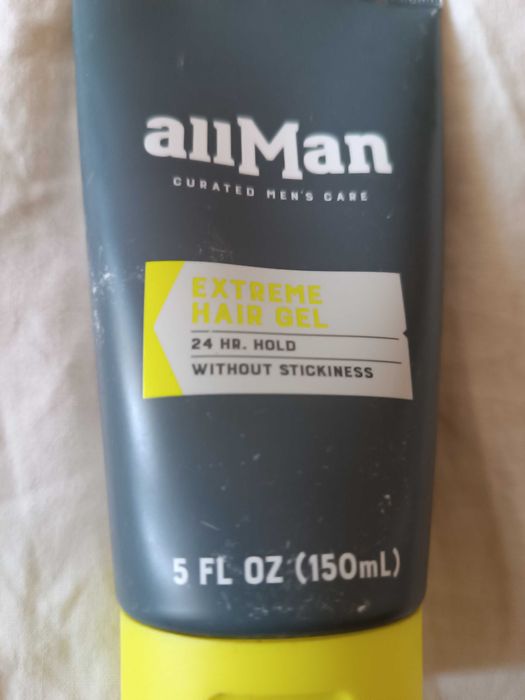 allMan
CURATED MEN'S CARE
EXTREME
HAIR GEL
24 HR. HOLD
WITHOUT STICKINESS
5 FL OZ (150mL)